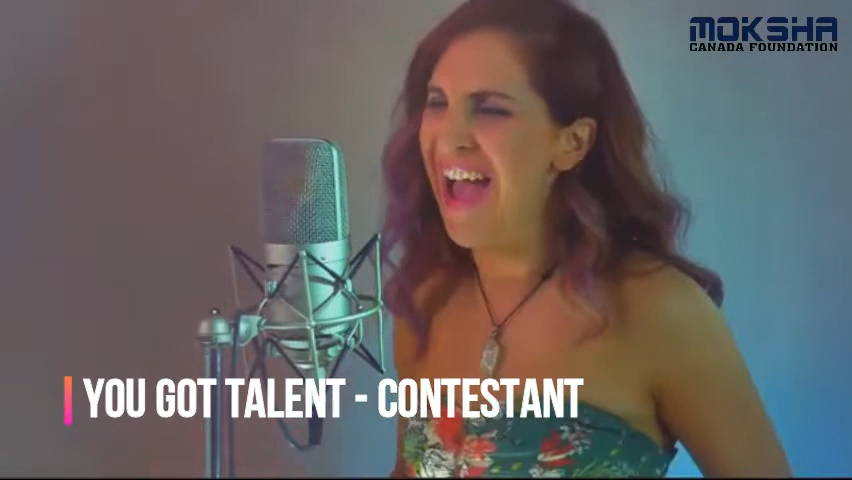 MOKSHA
CANADA FOUNDATION
YOU GOT TALENT - CONTESTANT